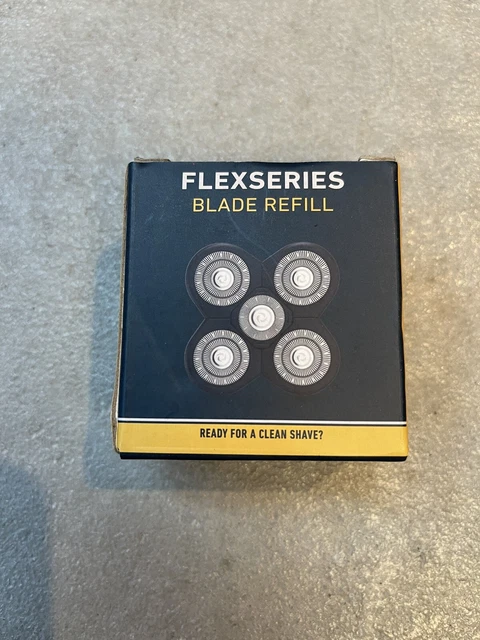 FLEXSERIES
BLADE REFILL
READY FOR A CLEAN SHAVE?